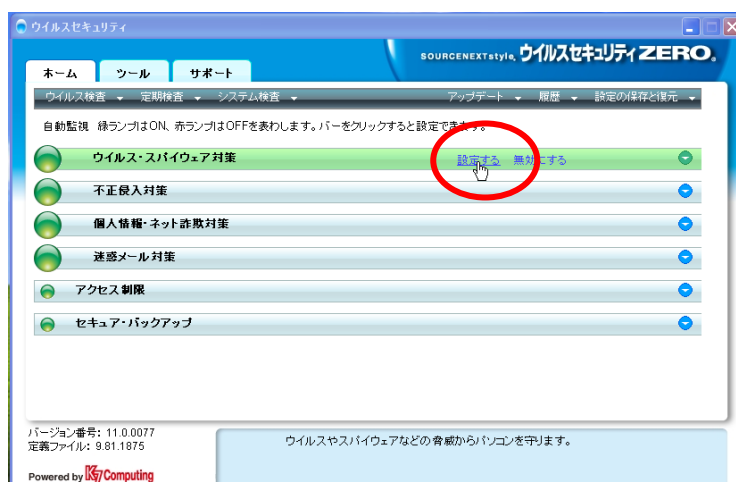 ウイルスセキュリティ
SOURCENEXTstyle. ウイルスセキュリティZERO.
ホーム ツール サポート
ウイルス検査 定期検査 システム検査 アップデート 履歴 設定の保存と復元
自動監視 緑ランプはON、赤ランプはOFFを表わします。バーをクリックすると設定できます。
ウイルス・スパイウェア対策 設定する 無効にする
不正侵入対策
個人情報・ネット詐欺対策
迷惑メール対策
アクセス制限
セキュア・バックアップ
バージョン番号: 11.0.0077
定義ファイル: 9.81.1875
ウイルスやスパイウェアなどの脅威からパソコンを守ります。
Powered by K7 Computing